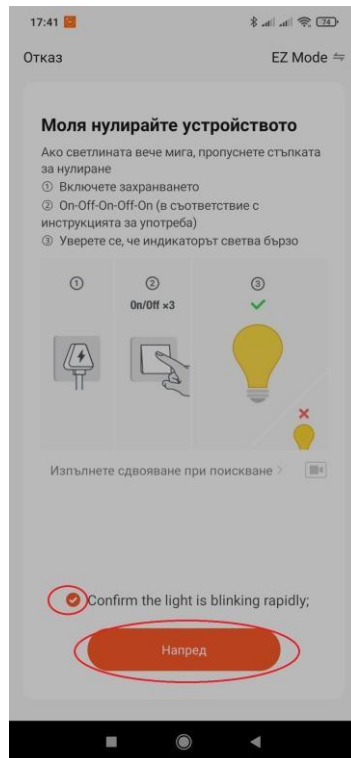 17:41 74
Отказ EZ Mode
Моля нулирайте устройството
Ако светлината вече мига, пропуснете стъпката
за нулиране
① Включете захранването
② On-Off-On-Off-On (в съответствие с
инструкцията за употреба)
③ Уверете се, че индикаторът светва бързо
① ② ③
On/Off ×3
Изпълнете сдвояване при поискване >
Confirm the light is blinking rapidly;
Напред